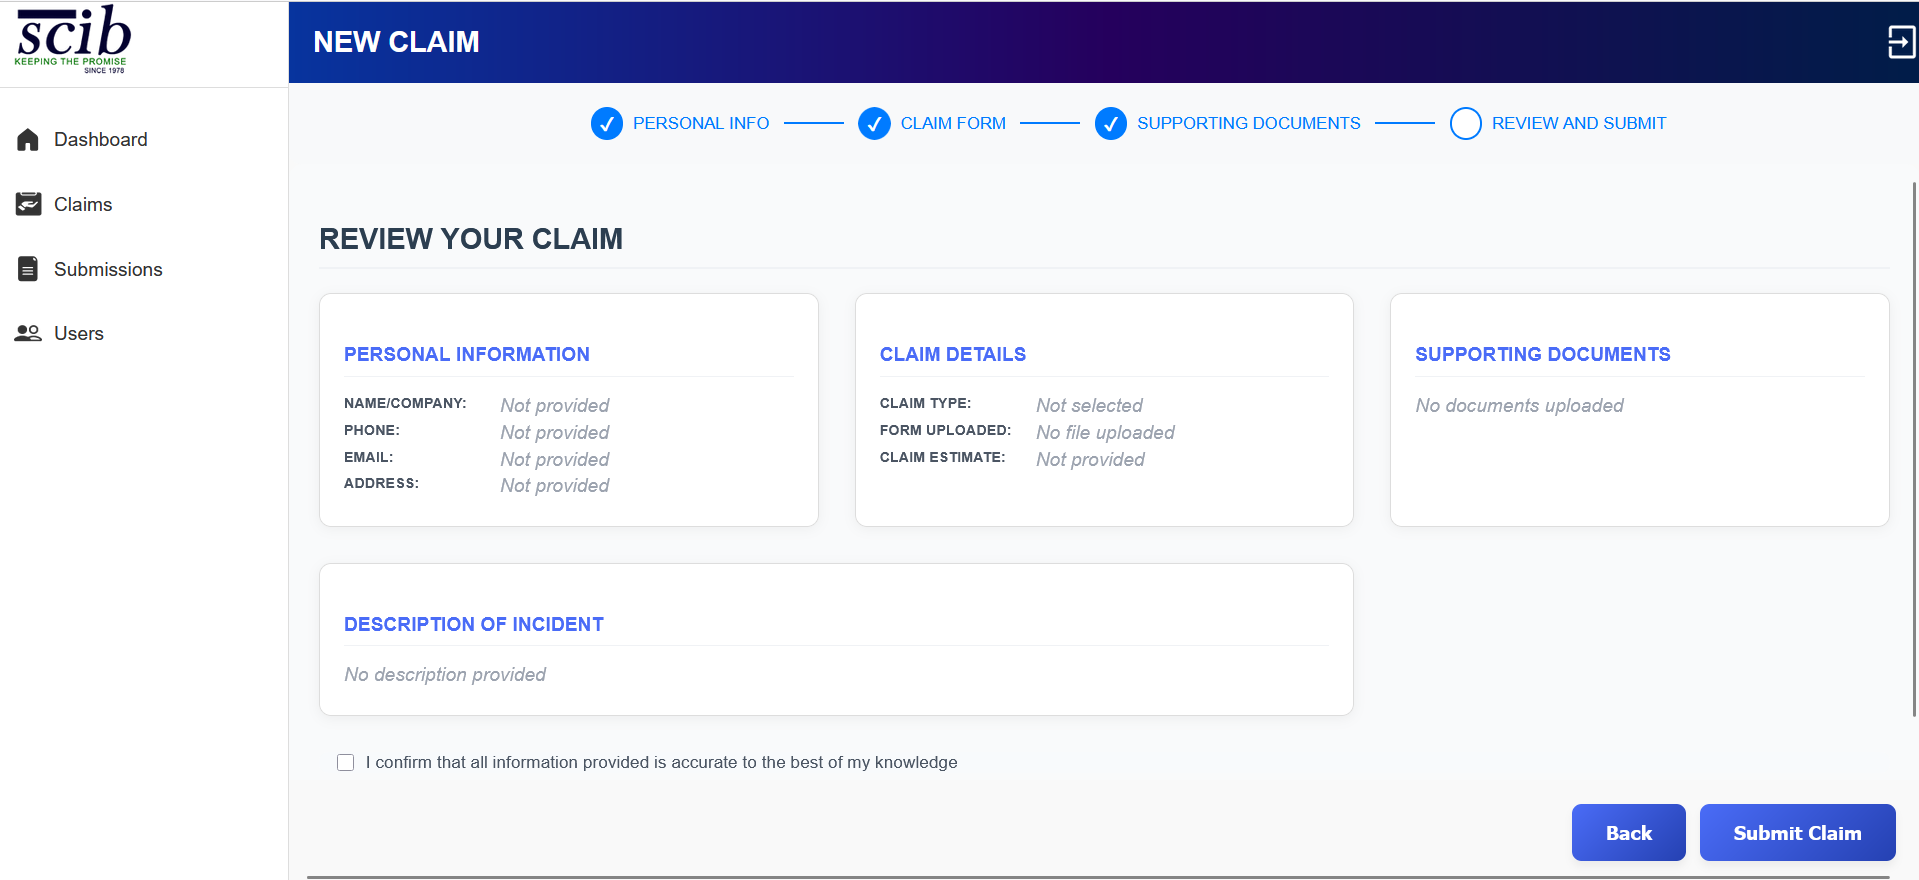 scib
KEEPING THE PROMISE
SINCE 1978
NEW CLAIM
Dashboard
Claims
Submissions
Users
PERSONAL INFO
CLAIM FORM
SUPPORTING DOCUMENTS
REVIEW AND SUBMIT
REVIEW YOUR CLAIM
PERSONAL INFORMATION
NAME/COMPANY: Not provided
PHONE: Not provided
EMAIL: Not provided
ADDRESS: Not provided
CLAIM DETAILS
CLAIM TYPE: Not selected
FORM UPLOADED: No file uploaded
CLAIM ESTIMATE: Not provided
SUPPORTING DOCUMENTS
No documents uploaded
DESCRIPTION OF INCIDENT
No description provided
I confirm that all information provided is accurate to the best of my knowledge
Back
Submit Claim